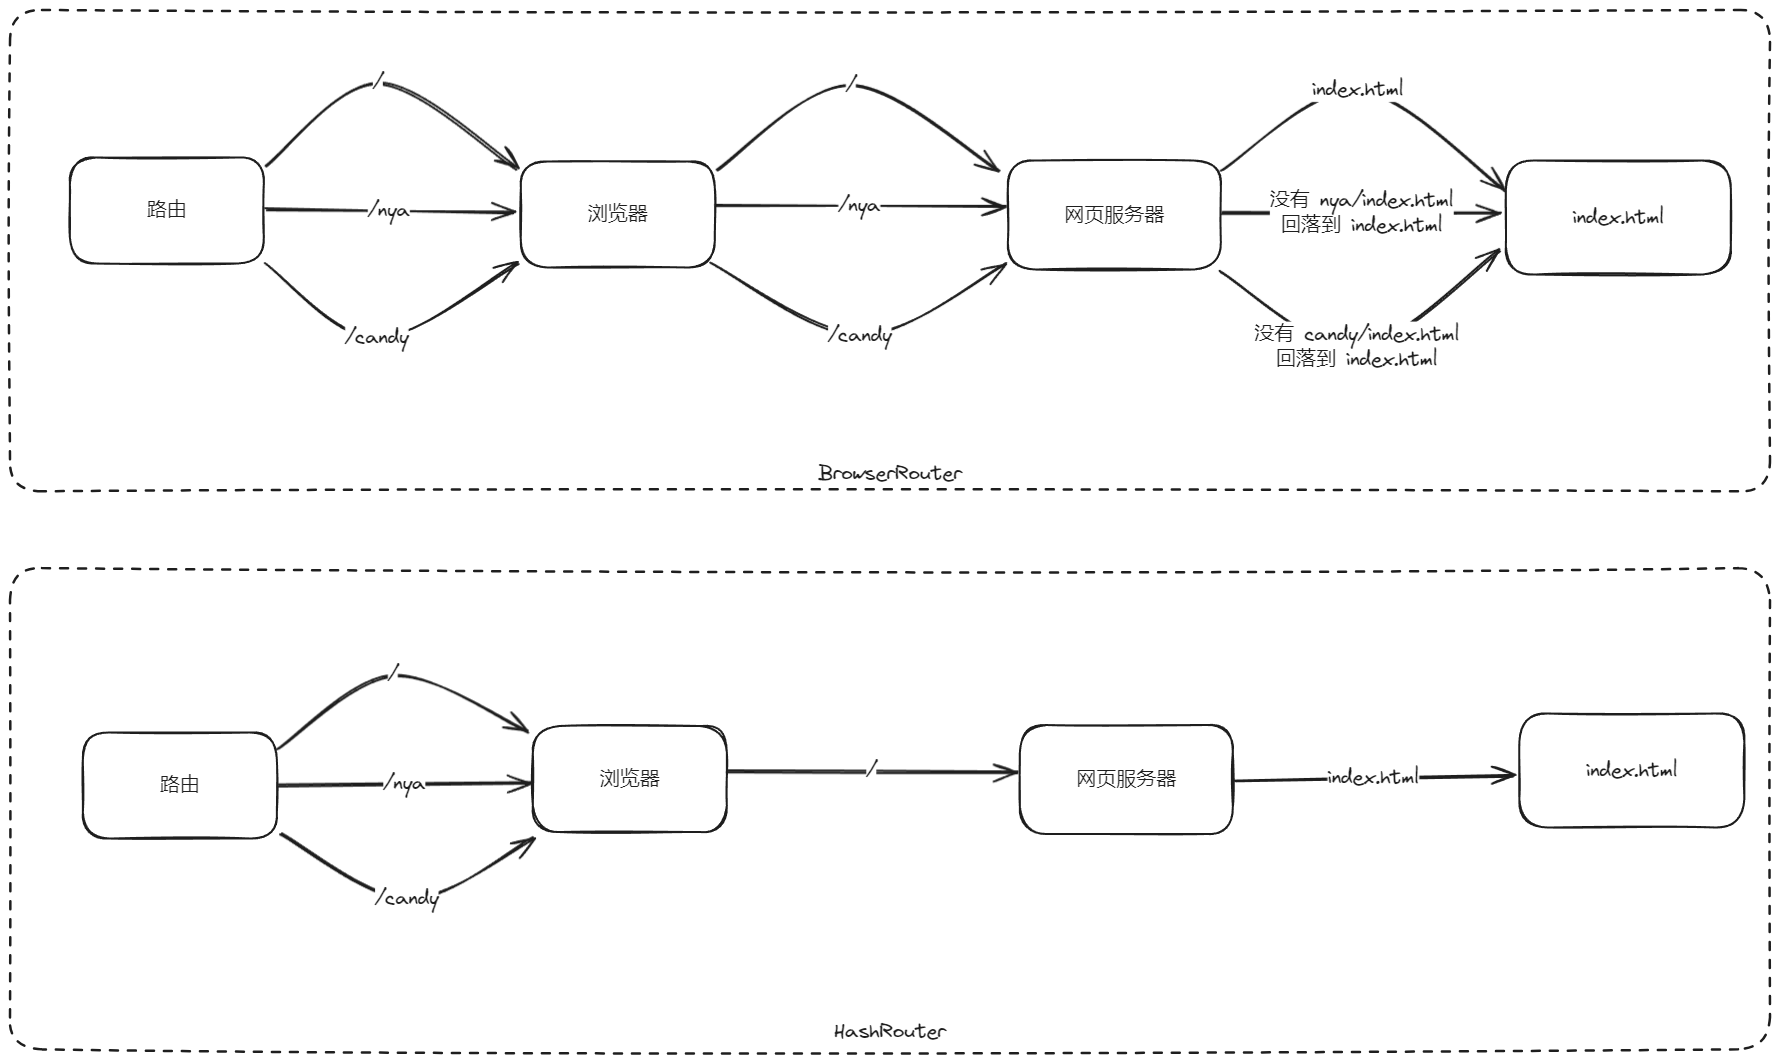 /
/
index.html
路由
/nya
浏览器
/nya
网页服务器
没有 nya/index.html
回落到 index.html
index.html
/candy
/candy
没有 candy/index.html
回落到 index.html
BrowserRouter
/
路由
/nya
浏览器
/
网页服务器
index.html
index.html
/candy
HashRouter